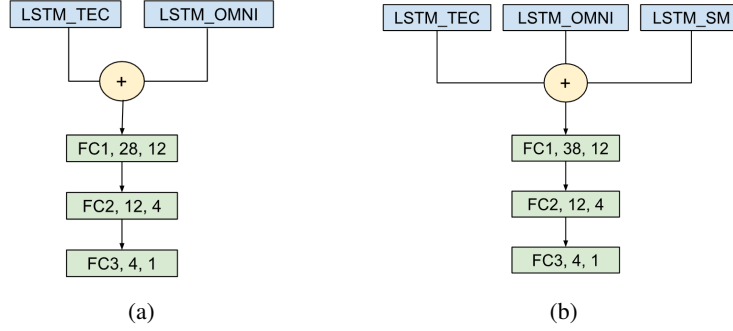 LSTM_TEC LSTM_OMNI
+
FC1, 28, 12
FC2, 12, 4
FC3, 4, 1
(a)
LSTM_TEC LSTM_OMNI LSTM_SM
+
FC1, 38, 12
FC2, 12, 4
FC3, 4, 1
(b)